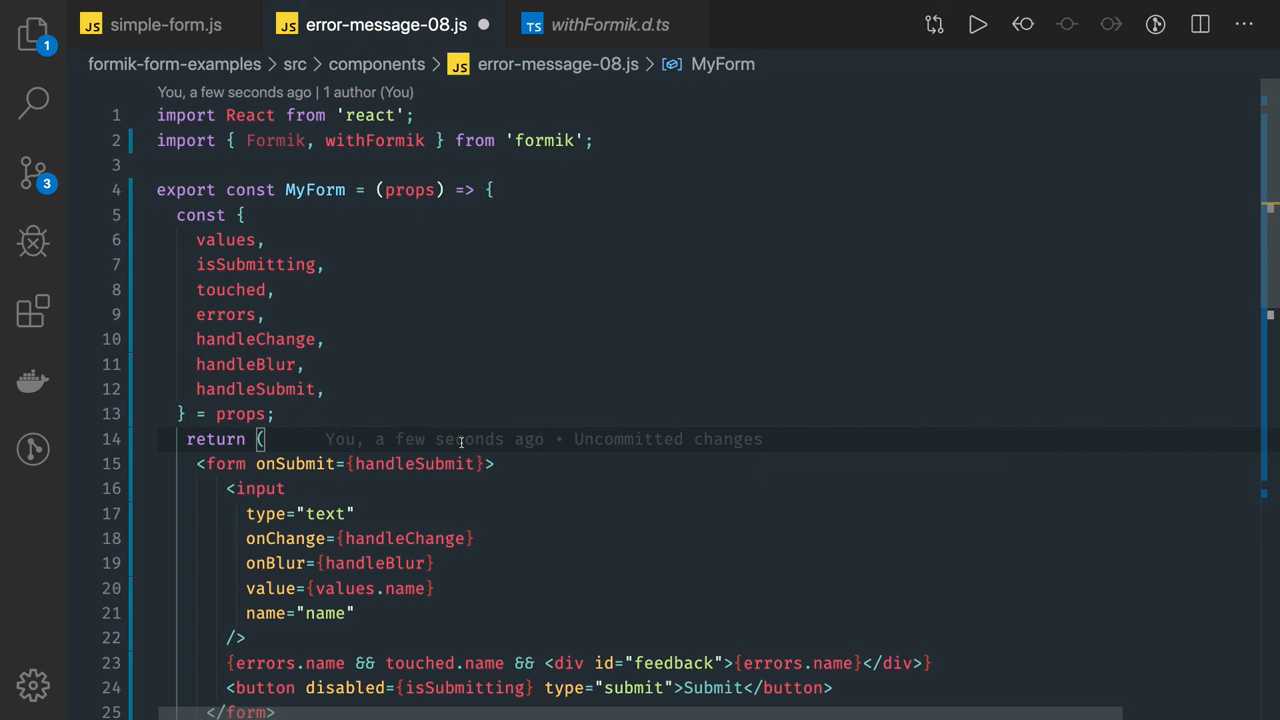 JS simple-form.js JS error-message-08.js TS withFormik.d.ts
formik-form-examples > src > components > JS error-message-08.js > MyForm
You, a few seconds ago | 1 author (You)
1 import React from 'react';
2 import { Formik, withFormik } from 'formik';
3
4 export const MyForm = (props) => {
5 const {
6 values,
7 isSubmitting,
8 touched,
9 errors,
10 handleChange,
11 handleBlur,
12 handleSubmit,
13 } = props;
14 return ( You, a few seconds ago • Uncommitted changes
15 <form onSubmit={handleSubmit}>
16 <input
17 type="text"
18 onChange={handleChange}
19 onBlur={handleBlur}
20 value={values.name}
21 name="name"
22 />
23 {errors.name && touched.name && <div id="feedback">{errors.name}</div>}
24 <button disabled={isSubmitting} type="submit">Submit</button>
25 </form>
1
3